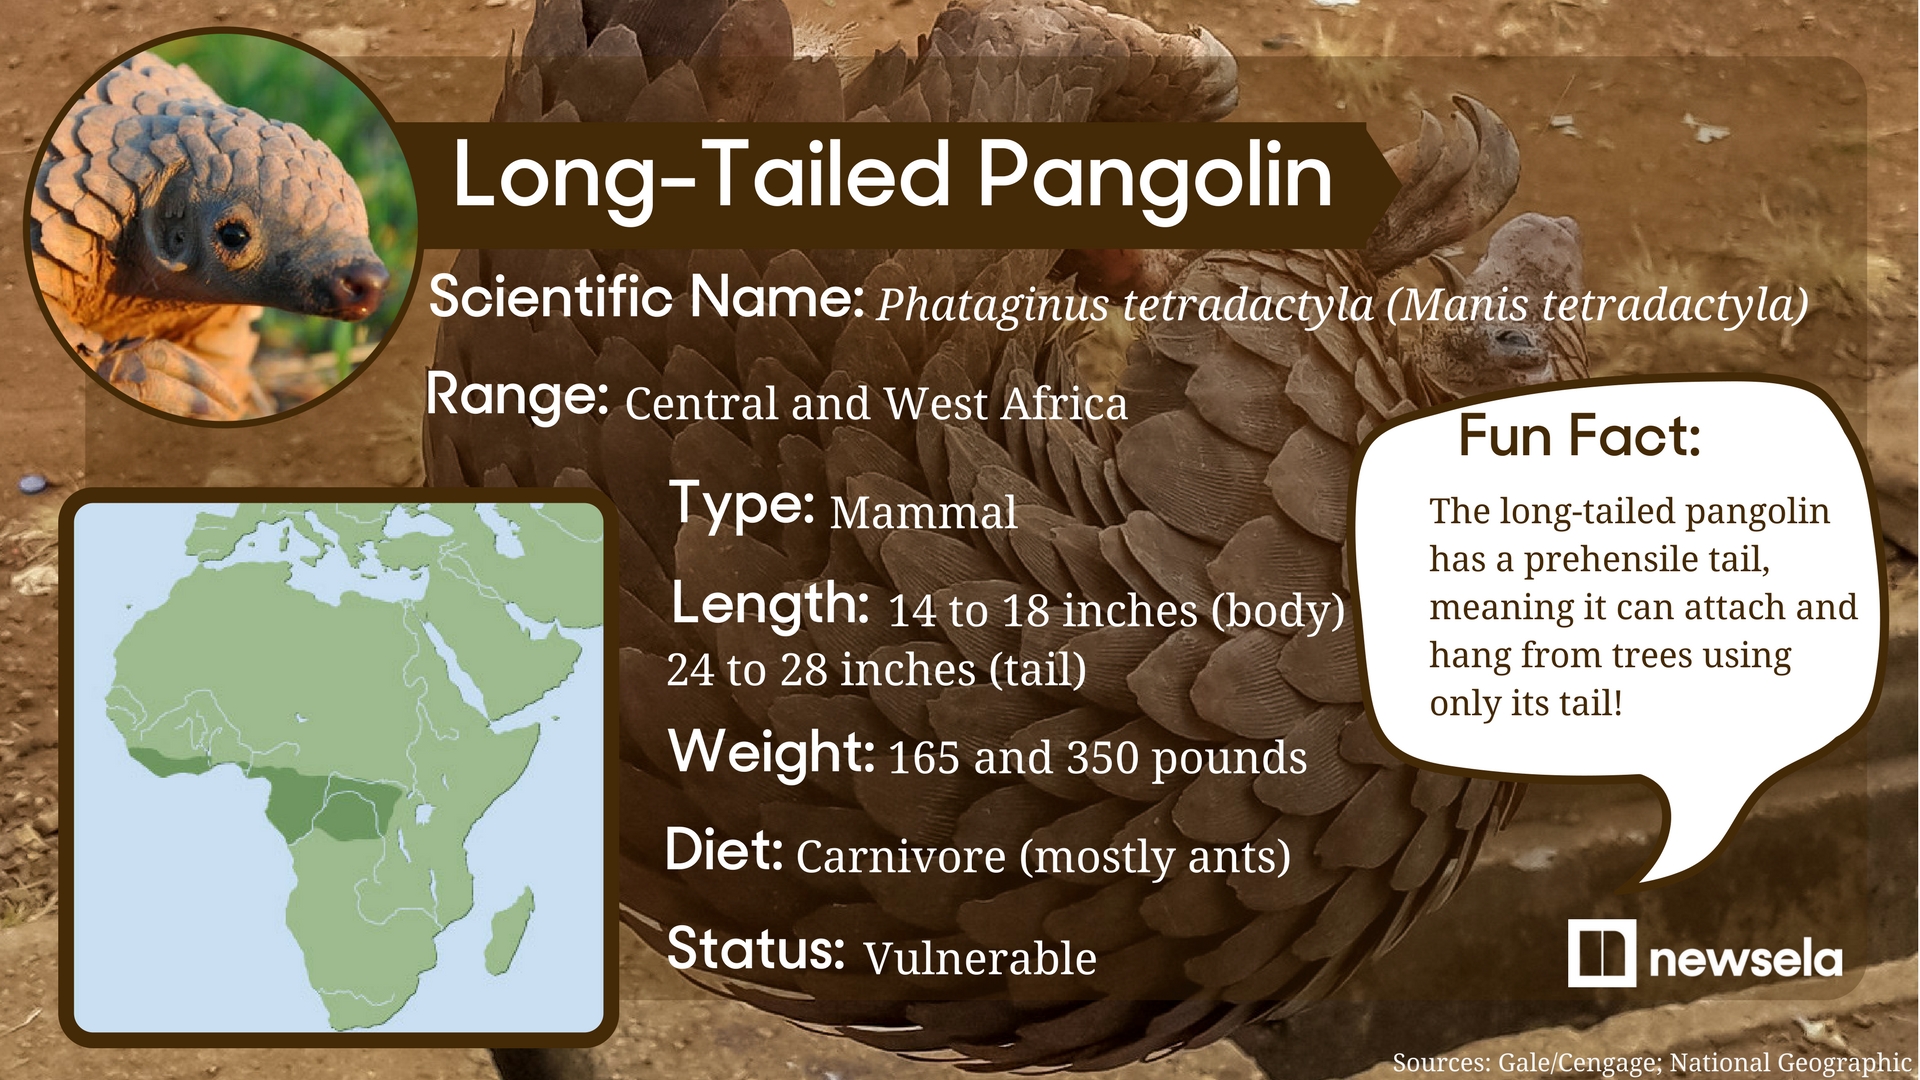 Long-Tailed Pangolin
Scientific Name: Phataginus tetradactyla (Manis tetradactyla)
Range: Central and West Africa
Type: Mammal
Length: 14 to 18 inches (body)
24 to 28 inches (tail)
Weight: 165 and 350 pounds
Diet: Carnivore (mostly ants)
Status: Vulnerable
Fun Fact:
The long-tailed pangolin
has a prehensile tail,
meaning it can attach and
hang from trees using
only its tail!
newsela
Sources: Gale/Cengage; National Geographic